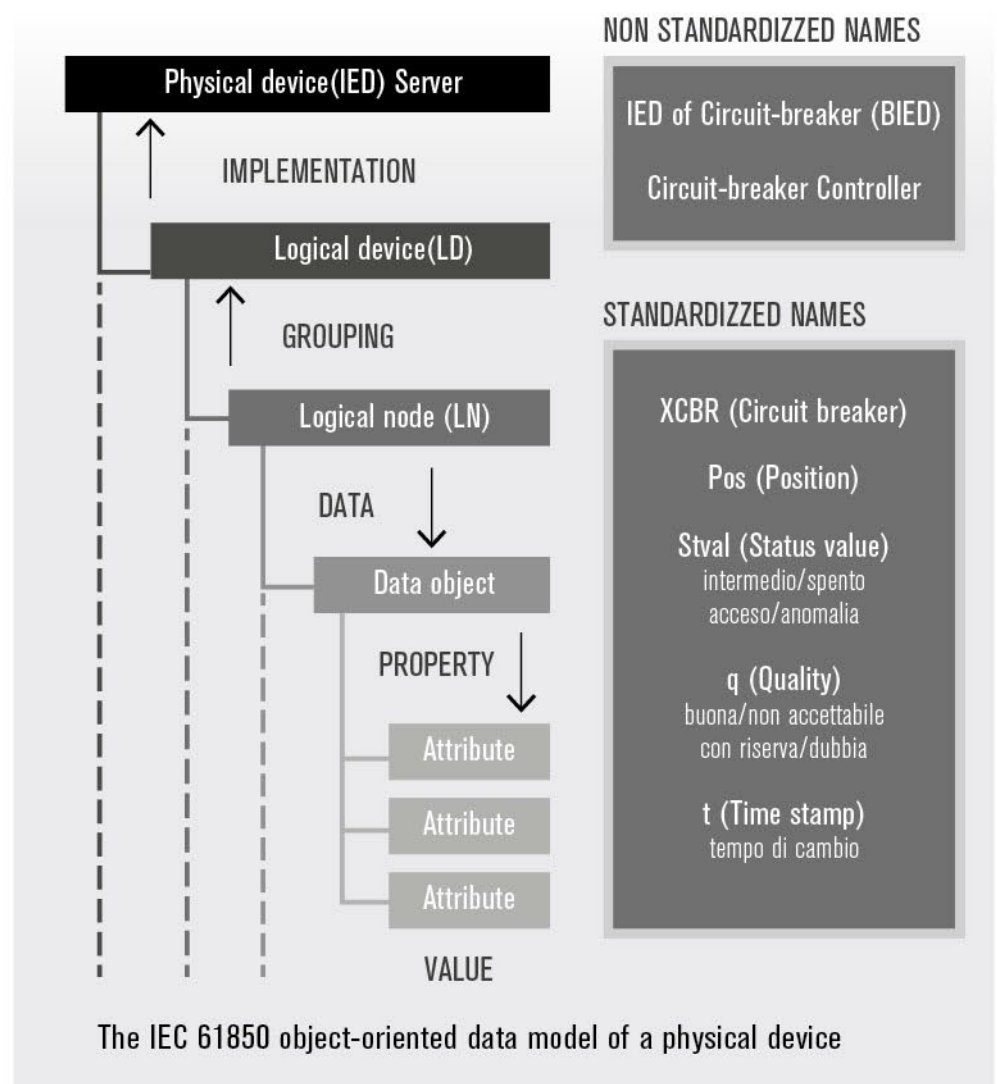 NON STANDARDIZZED NAMES
Physical device(IED) Server
IED of Circuit-breaker (BIED)
IMPLEMENTATION
Circuit-breaker Controller
Logical device(LD)
STANDARDIZZED NAMES
GROUPING
Logical node (LN)
XCBR (Circuit breaker)
Pos (Position)
DATA
Stval (Status value)
intermedio/spento
acceso/anomalia
Data object
PROPERTY
q (Quality)
buona/non accettabile
con riserva/dubbia
Attribute
Attribute
Attribute
t (Time stamp)
tempo di cambio
VALUE
The IEC 61850 object-oriented data model of a physical device